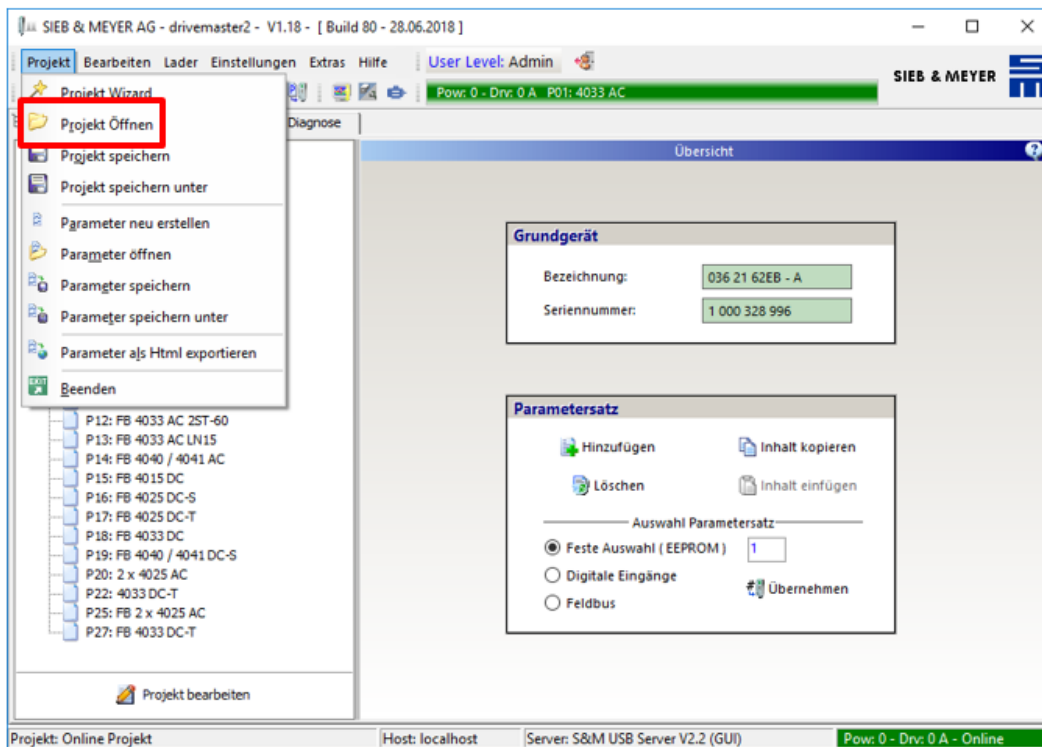 SIEB & MEYER AG - drivemaster2 - V1.18 - [ Build 80 - 28.06.2018 ]
Projekt Bearbeiten Lader Einstellungen Extras Hilfe User Level: Admin
SIEB & MEYER
Pow: 0 - Drv: 0 A P01: 4033 AC
Projekt Wizard
Projekt Öffnen
Projekt speichern
Projekt speichern unter
Parameter neu erstellen
Parameter öffnen
Parameter speichern
Parameter speichern unter
Parameter als Html exportieren
Beenden
Diagnose
P12: FB 4033 AC 2ST-60
P13: FB 4033 AC LN15
P14: FB 4040 / 4041 AC
P15: FB 4015 DC
P16: FB 4025 DC-S
P17: FB 4025 DC-T
P18: FB 4033 DC
P19: FB 4040 / 4041 DC-S
P20: 2 x 4025 AC
P22: 4033 DC-T
P25: FB 2 x 4025 AC
P27: FB 4033 DC-T
Projekt bearbeiten
Übersicht
Grundgerät
Bezeichnung: 036 21 62EB - A
Seriennummer: 1 000 328 996
Parametersatz
Hinzufügen Inhalt kopieren
Löschen Inhalt einfügen
Auswahl Parametersatz
Feste Auswahl ( EEPROM ) 1
Digitale Eingänge
Übernehmen
Feldbus
Projekt: Online Projekt Host: localhost Server: S&M USB Server V2.2 (GUI) Pow: 0 - Drv: 0 A - Online